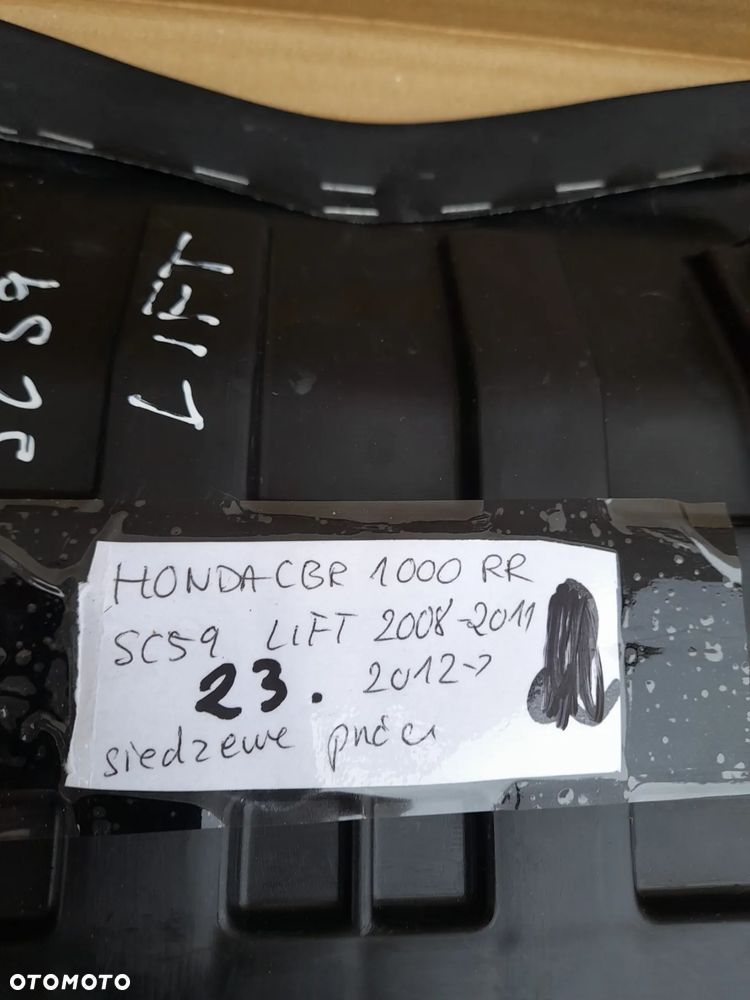 SC59
LIFT
HONDA CBR 1000 RR
SC59 LIFT 2008-2011
23. 2012->
siedzewe
OTOMOTO